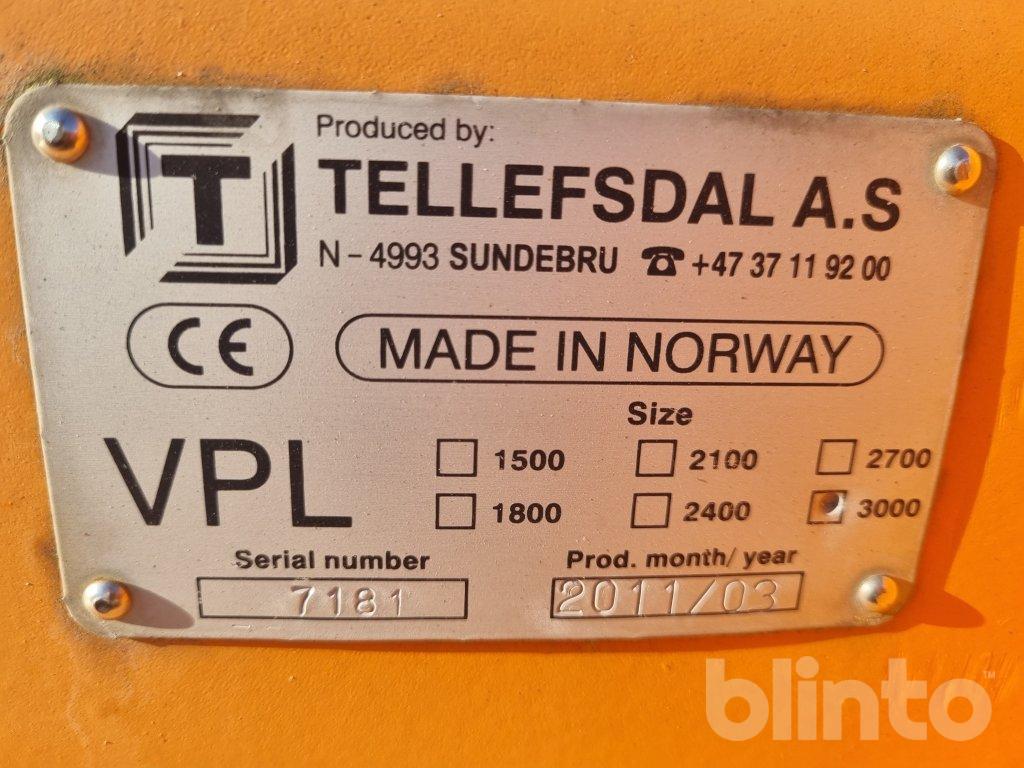 T
Produced by:
TELLEFSDAL A.S
N - 4993 SUNDEBRU ☎ +47 37 11 92 00
CE
MADE IN NORWAY
VPL
Size
1500 2100 2700
1800 2400 3000
Serial number
7181
Prod. month/ year
2011/03
blinto™